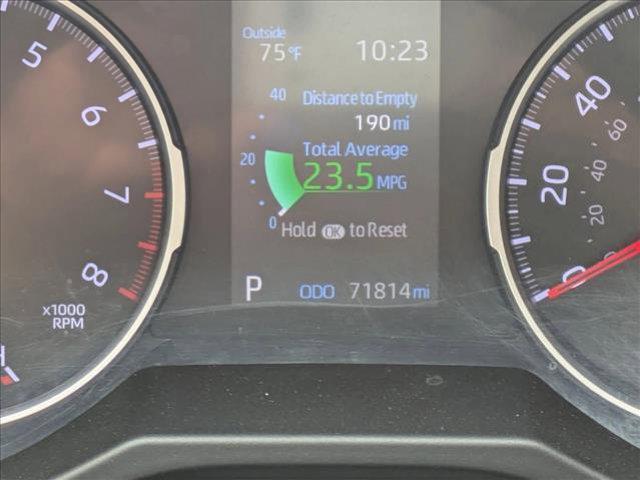 Outside
75°F 10:23
40 Distance to Empty
190 mi
Total Average
20 23.5 MPG
0 Hold OK to Reset
P ODO 71814 mi
5
6
7
8
x1000
RPM
H
40
20
0
60
40
20